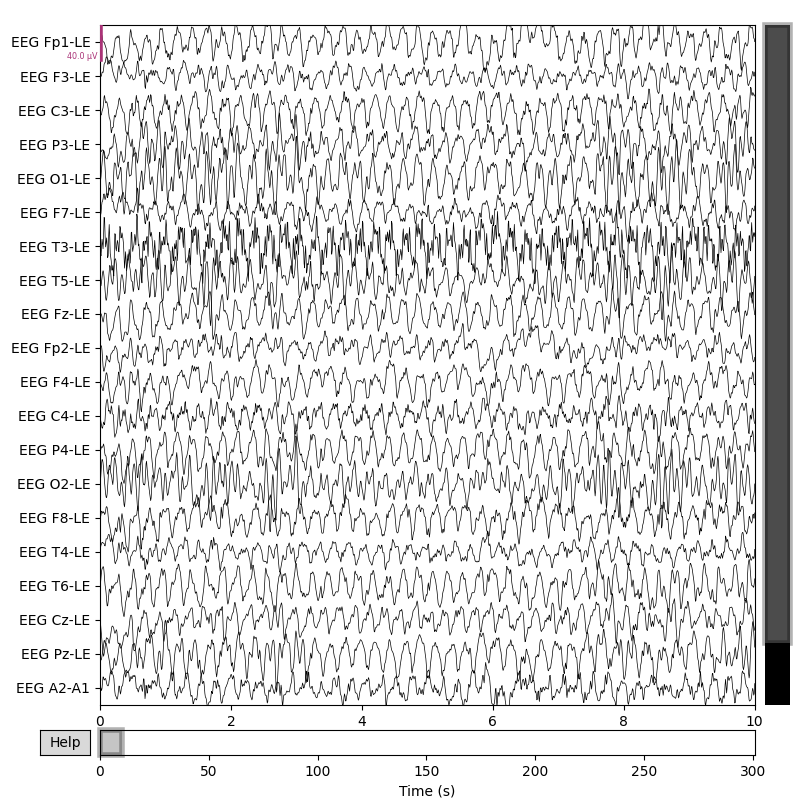 EEG Fp1-LE
40.0 µV
EEG F3-LE
EEG C3-LE
EEG P3-LE
EEG O1-LE
EEG F7-LE
EEG T3-LE
EEG T5-LE
EEG Fz-LE
EEG Fp2-LE
EEG F4-LE
EEG C4-LE
EEG P4-LE
EEG O2-LE
EEG F8-LE
EEG T4-LE
EEG T6-LE
EEG Cz-LE
EEG Pz-LE
EEG A2-A1
0 2 4 6 8 10
Help
0 50 100 150 200 250 300
Time (s)